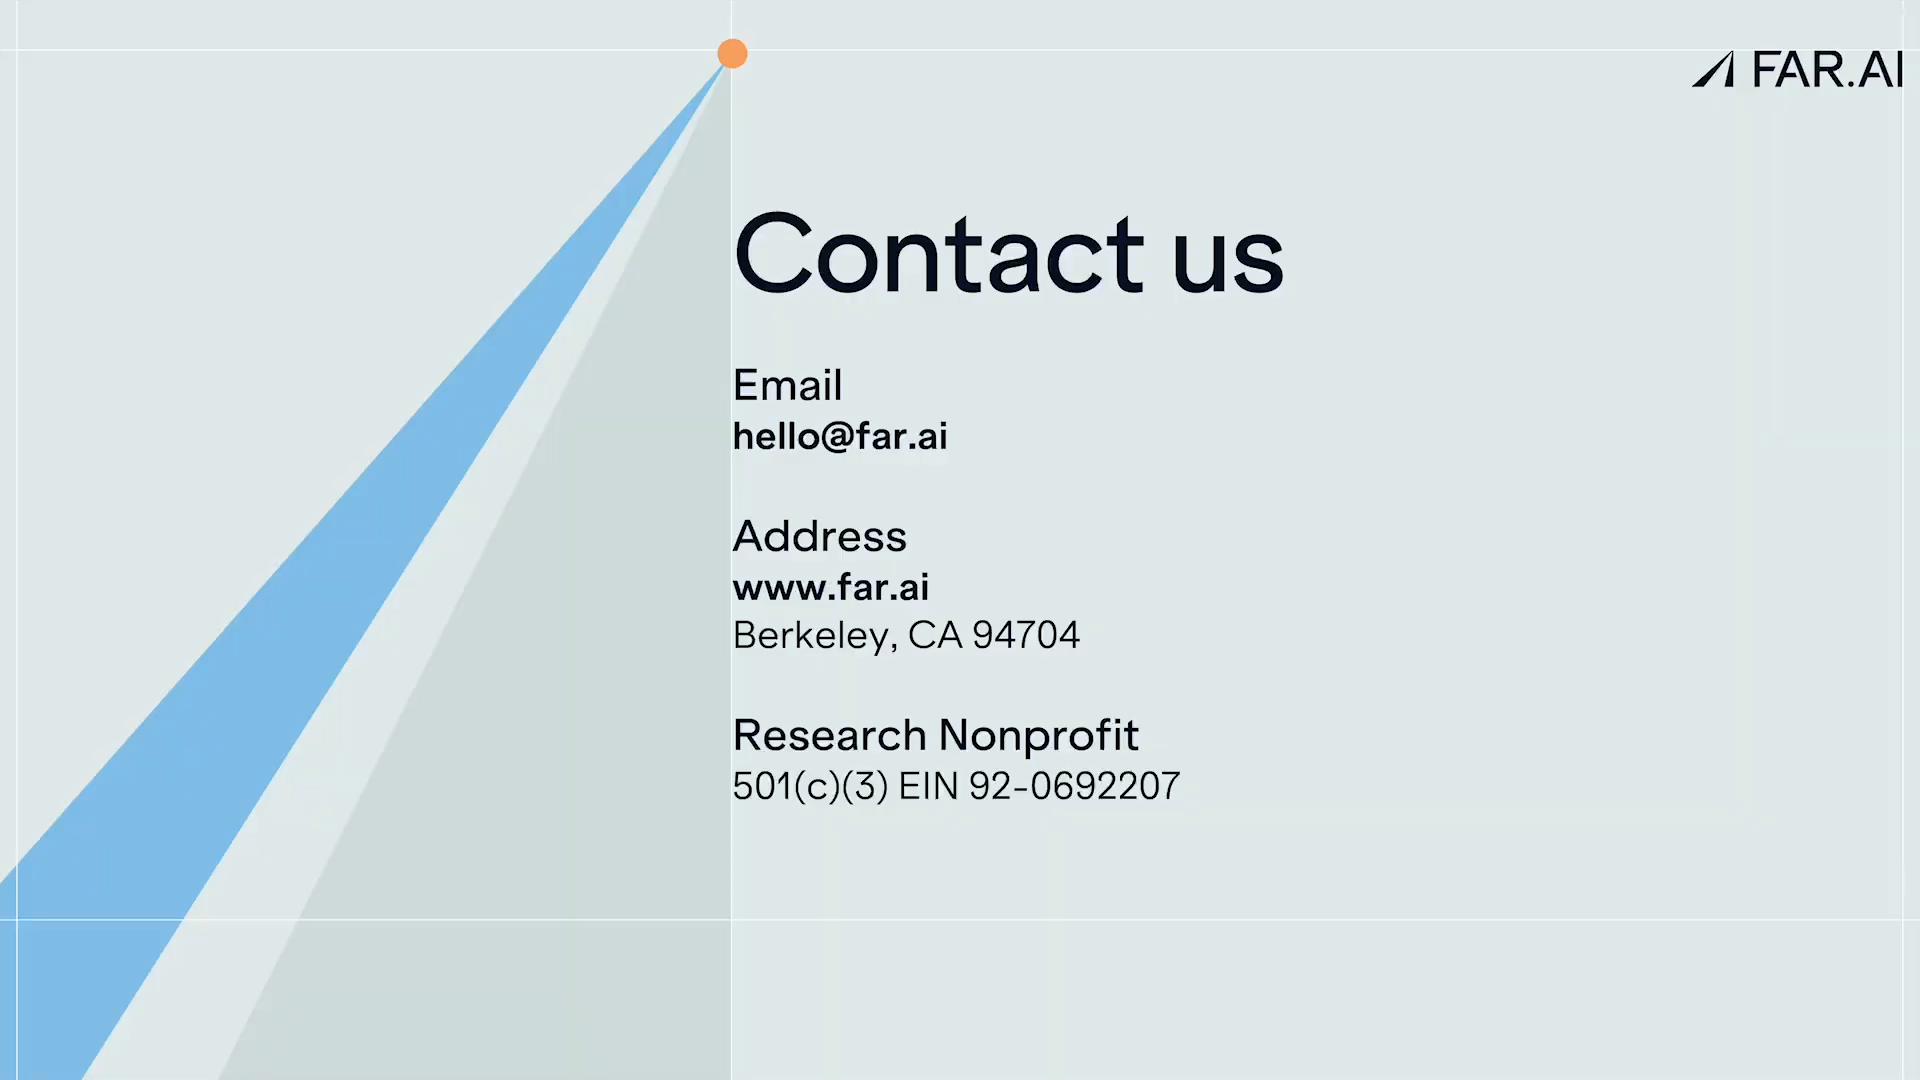 FAR.AI
Contact us
Email
hello@far.ai
Address
www.far.ai
Berkeley, CA 94704
Research Nonprofit
501(c)(3) EIN 92-0692207